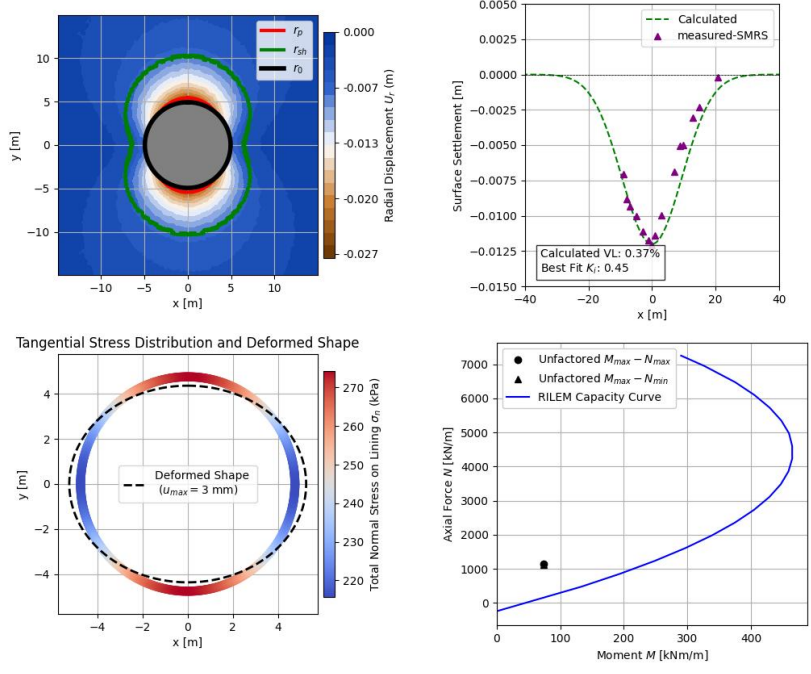 15
10
5
0
−5
−10
y [m]
−10
−5
0
5
10
x [m]
r_p
r_sh
r_0
0.000
−0.007
−0.013
−0.020
−0.027
Radial Displacement U_r (m)
0.0050
0.0025
0.0000
−0.0025
−0.0050
−0.0075
−0.0100
−0.0125
−0.0150
Surface Settlement [m]
Calculated
measured-SMRS
Calculated VL: 0.37%
Best Fit K_i: 0.45
−40
−20
0
20
40
x [m]
Tangential Stress Distribution and Deformed Shape
4
2
0
−2
−4
y [m]
Deformed Shape
(u_max = 3 mm)
−4
−2
0
2
4
x [m]
270
260
250
240
230
220
Total Normal Stress on Lining σ_n (kPa)
7000
6000
5000
4000
3000
2000
1000
0
Axial Force N [kN/m]
Unfactored M_max − N_max
Unfactored M_max − N_min
RILEM Capacity Curve
0
100
200
300
400
Moment M [kNm/m]